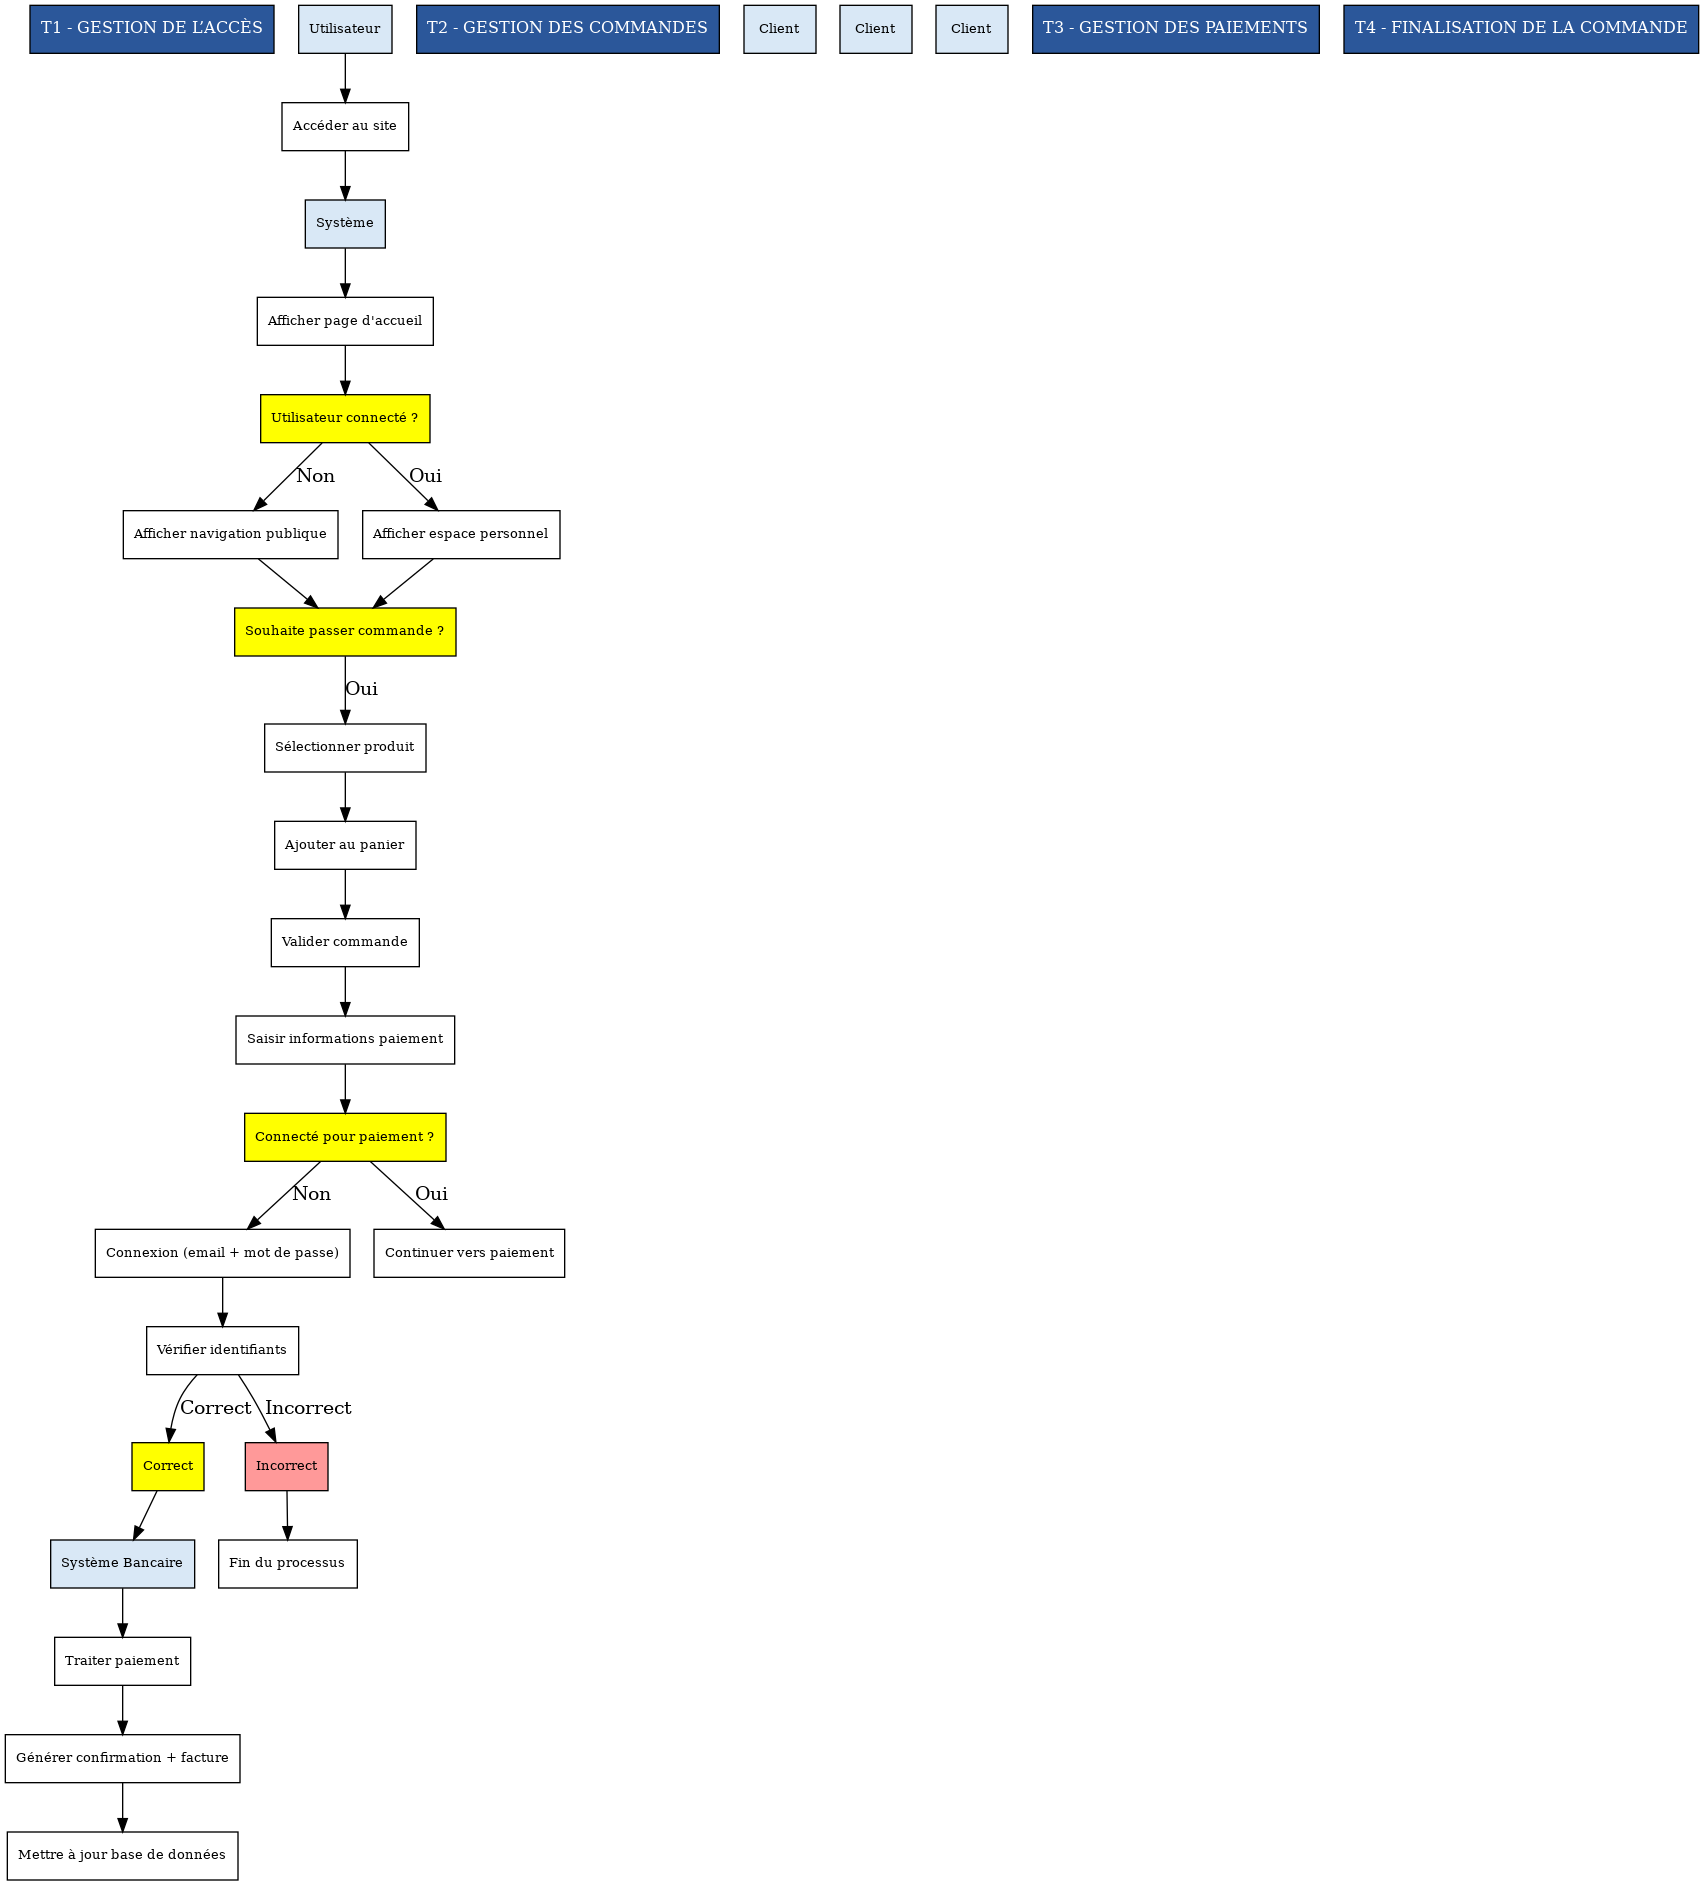 T1 - GESTION DE L’ACCÈS
Utilisateur
T2 - GESTION DES COMMANDES
Client
Client
Client
T3 - GESTION DES PAIEMENTS
T4 - FINALISATION DE LA COMMANDE
Accéder au site
Système
Afficher page d'accueil
Utilisateur connecté ?
Non
Oui
Afficher navigation publique
Afficher espace personnel
Souhaite passer commande ?
Oui
Sélectionner produit
Ajouter au panier
Valider commande
Saisir informations paiement
Connecté pour paiement ?
Non
Oui
Connexion (email + mot de passe)
Continuer vers paiement
Vérifier identifiants
Correct
Incorrect
Correct
Incorrect
Système Bancaire
Fin du processus
Traiter paiement
Générer confirmation + facture
Mettre à jour base de données